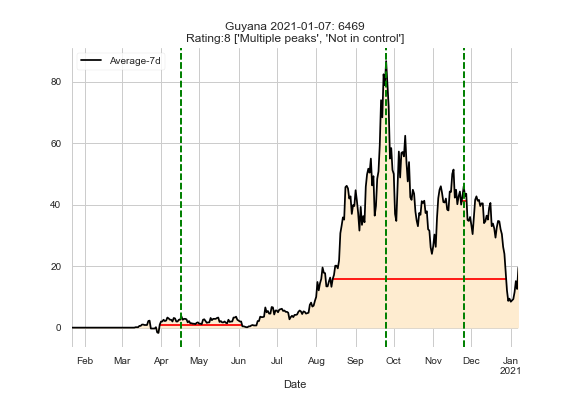 Guyana 2021-01-07: 6469
Rating:8 ['Multiple peaks', 'Not in control']
Average-7d
80
60
40
20
0
Feb Mar Apr May Jun Jul Aug Sep Oct Nov Dec Jan
2021
Date